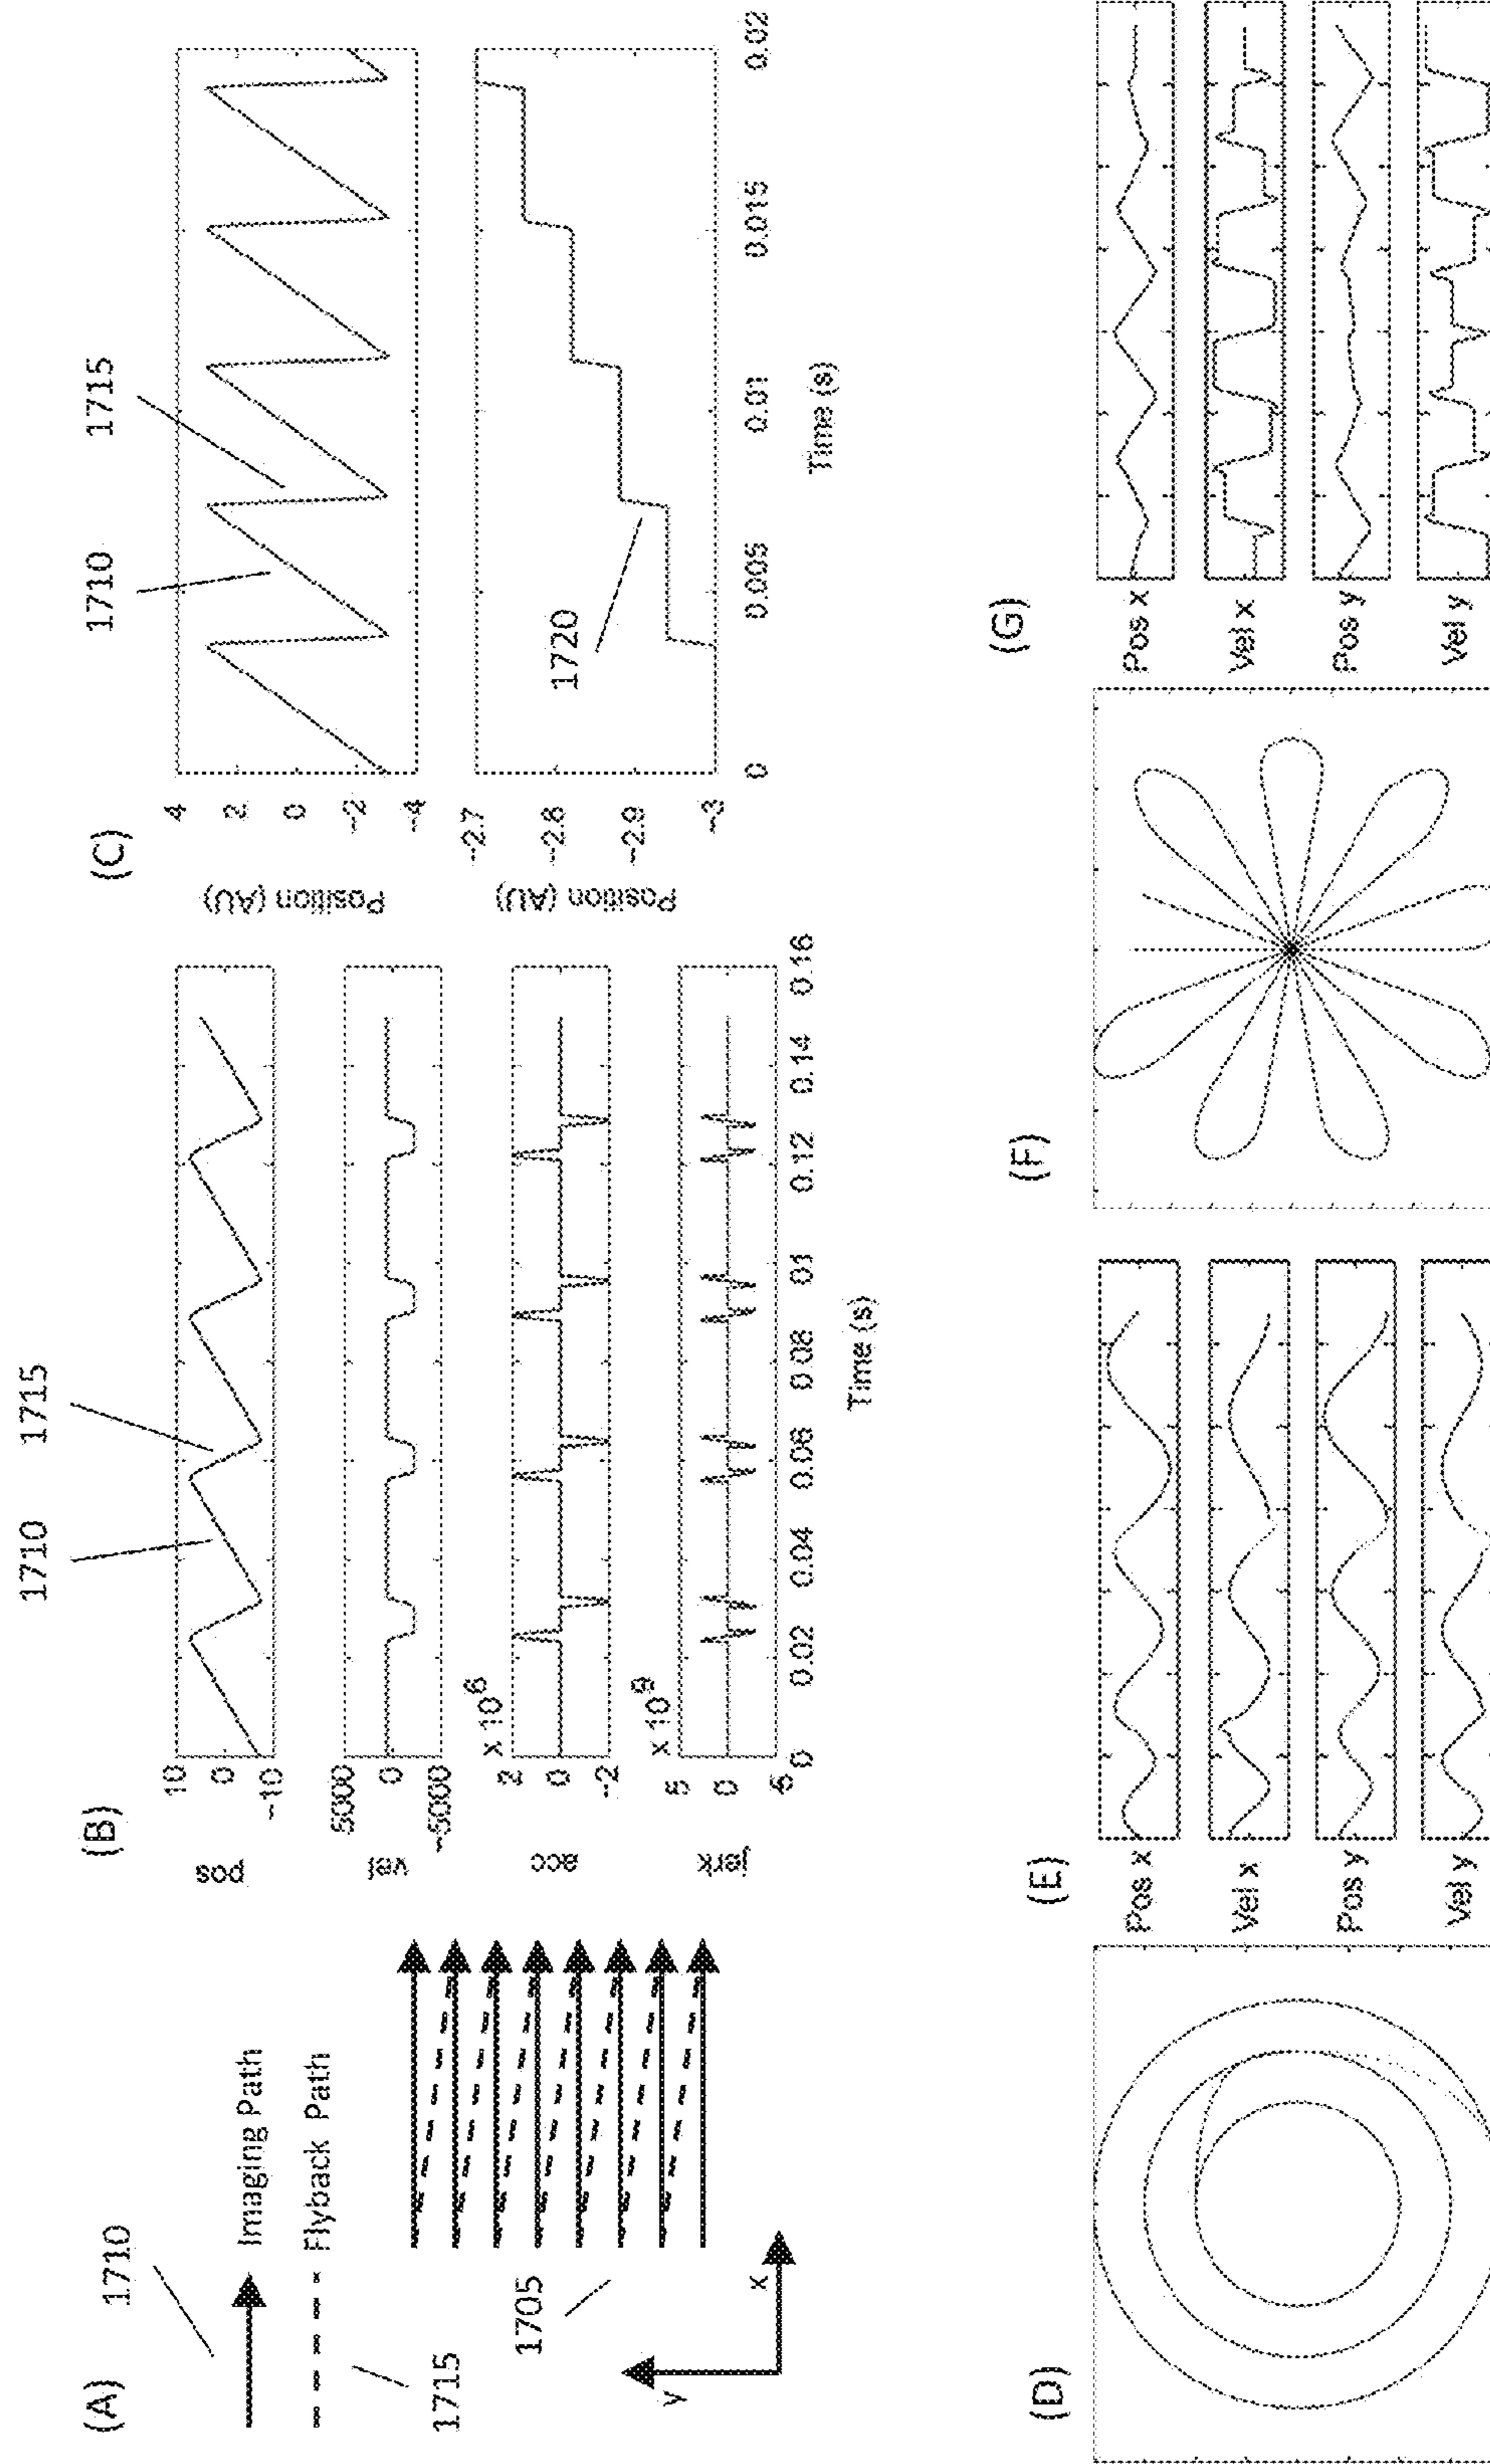 (A)
1710
Imaging Path
Flyback Path
1715
1705
y
x
(B)
1710
1715
pos
10
0
-10
vel
5000
0
-5000
acc
x 10^6
2
0
-2
jerk
x 10^9
5
0
-5
0
0.02
0.04
0.06
0.08
01
0.12
0.14
0.16
Time (s)
(C)
1710
1715
Position (AU)
4
2
0
-2
-4
1720
Position (AU)
-2.7
-2.8
-2.9
-3
0
0.005
0.01
0.015
0.02
Time (s)
(D)
(E)
Pos x
Vel x
Pos y
Vel y
(F)
(G)
Pos x
Vel x
Pos y
Vel y